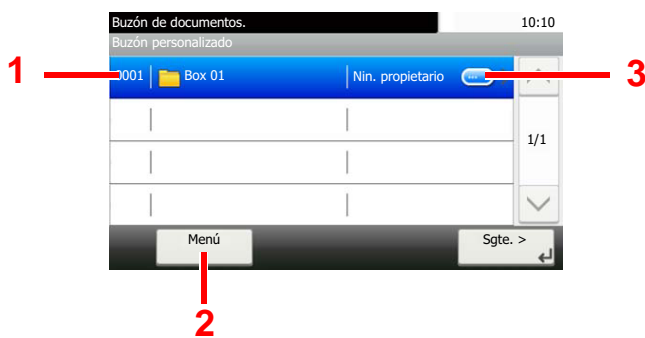 Buzón de documentos. 10:10
Buzón personalizado
1 0001 Box 01 Nin. propietario ... 3
1/1
Menú Sgte. >
2